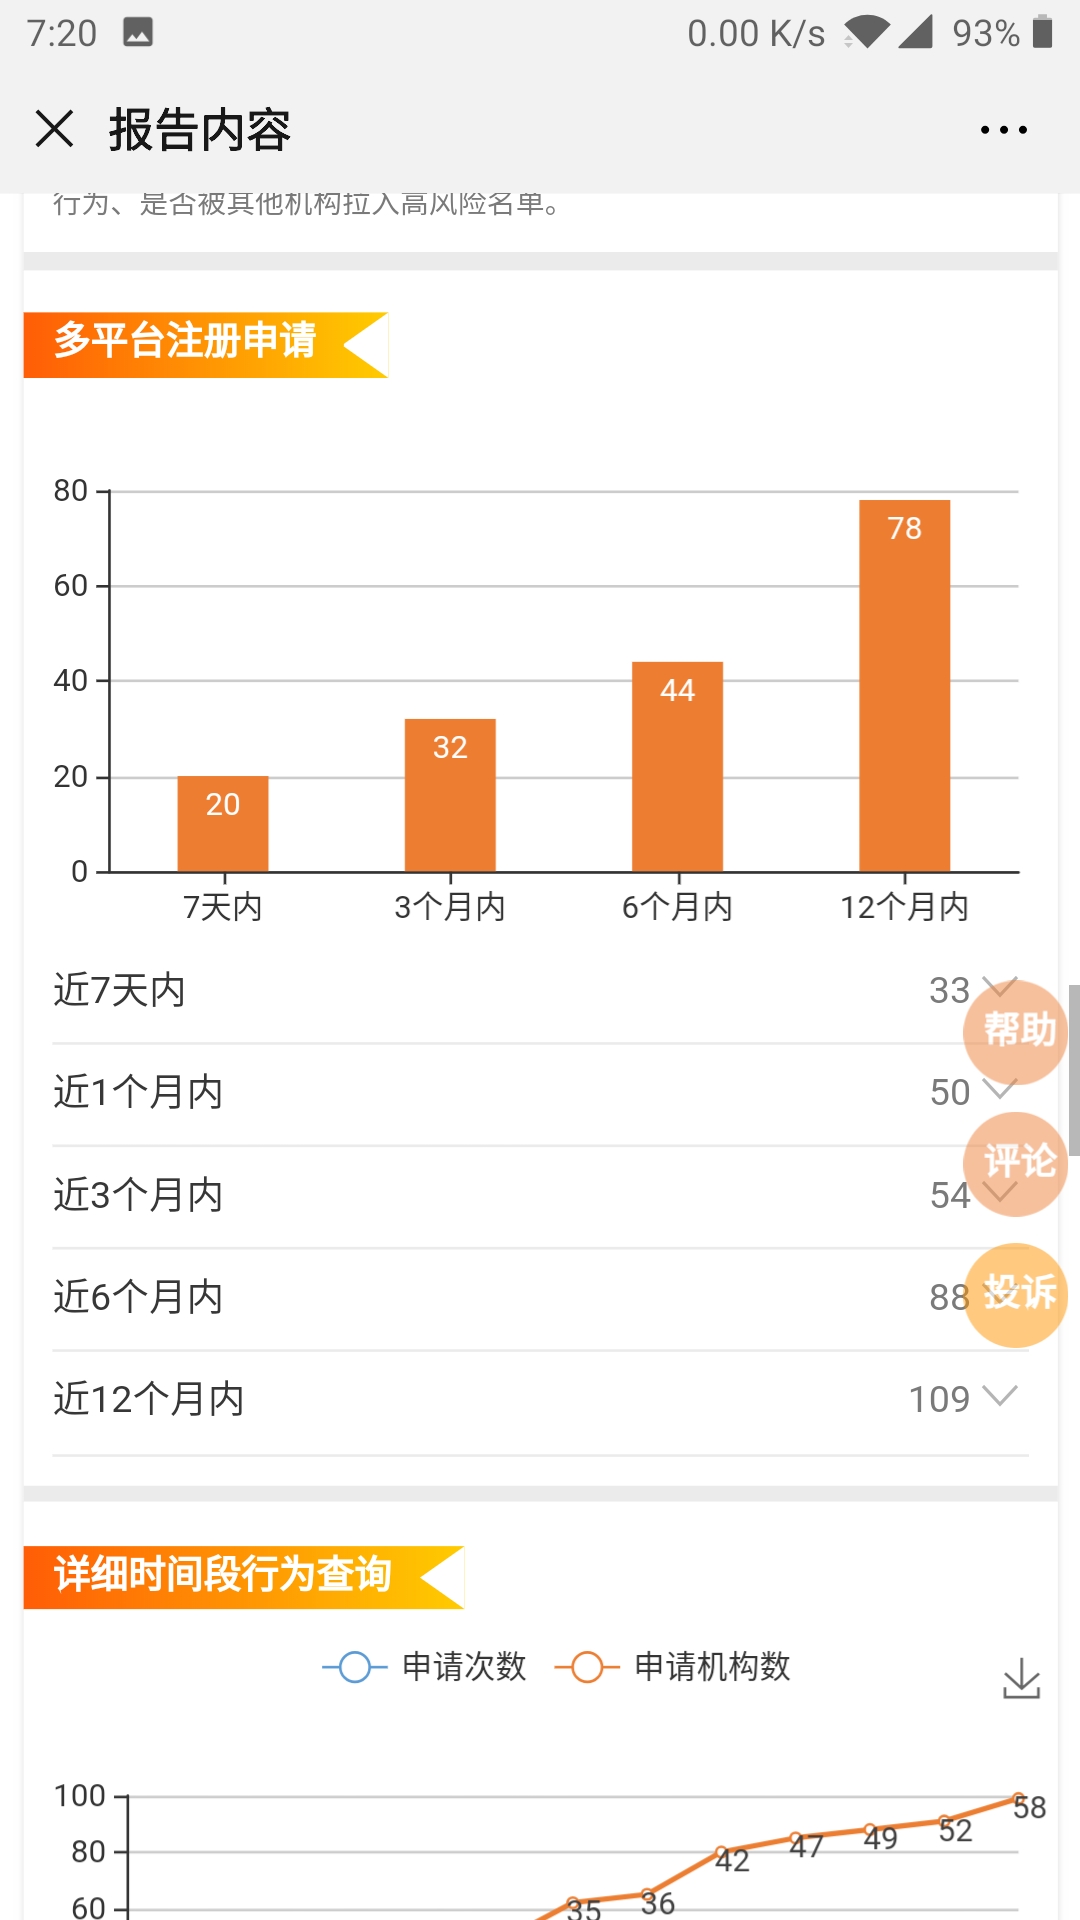 7:20
0.00 K/s
93%
报告内容
行为、是否被其他机构拉入高风险名单。
多平台注册申请
80
60
40
20
0
20
32
44
78
7天内
3个月内
6个月内
12个月内
近7天内 33
帮助
近1个月内 50
评论
近3个月内 54
近6个月内 88
投诉
近12个月内 109
详细时间段行为查询
申请次数 申请机构数
100
80
60
35
36
42
47
49
52
58